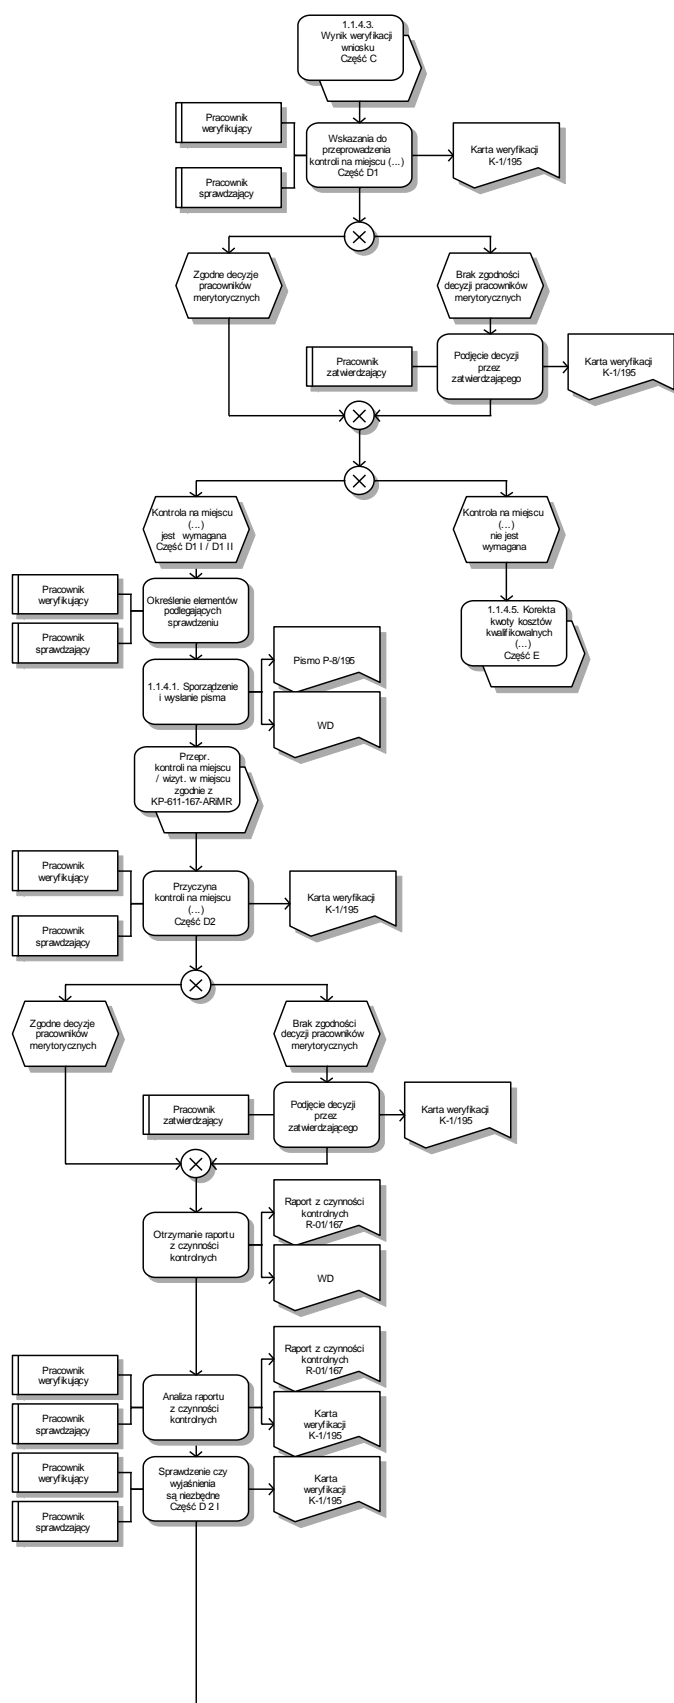 1.1.4.3.
Wynik weryfikacji
wniosku
Część C
Pracownik
weryfikujący
Wskazania do
przeprowadzenia
kontroli na miejscu (...)
Część D1
Karta weryfikacji
K-1/195
Pracownik
sprawdzający
Zgodne decyzje
pracowników
merytorycznych
Brak zgodności
decyzji pracowników
merytorycznych
Pracownik
zatwierdzający
Podjęcie decyzji
przez
zatwierdzającego
Karta weryfikacji
K-1/195
Kontrola na miejscu
(...)
jest wymagana
Część D1 I / D1 II
Kontrola na miejscu
(...)
nie jest
wymagana
Pracownik
weryfikujący
Określenie elementów
podlegających
sprawdzeniu
Pracownik
sprawdzający
1.1.4.5. Korekta
kwoty kosztów
kwalifikowalnych
(...)
Część E
1.1.4.1. Sporządzenie
i wysłanie pisma
Pismo P-8/195
WD
Przepr.
kontroli na miejscu
/ wizyt. w miejscu
zgodnie z
KP-611-167-ARiMR
Pracownik
weryfikujący
Przyczyna
kontroli na miejscu
(...)
Część D2
Karta weryfikacji
K-1/195
Pracownik
sprawdzający
Zgodne decyzje
pracowników
merytorycznych
Brak zgodności
decyzji pracowników
merytorycznych
Pracownik
zatwierdzający
Podjęcie decyzji
przez
zatwierdzającego
Karta weryfikacji
K-1/195
Otrzymanie raportu
z czynności
kontrolnych
Raport z czynności
kontrolnych
R-01/167
WD
Pracownik
weryfikujący
Analiza raportu
z czynności
kontrolnych
Raport z czynności
kontrolnych
R-01/167
Pracownik
sprawdzający
Karta
weryfikacji
K-1/195
Pracownik
weryfikujący
Sprawdzenie czy
wyjaśnienia
są niezbędne
Część D 2 I
Karta
weryfikacji
K-1/195
Pracownik
sprawdzający